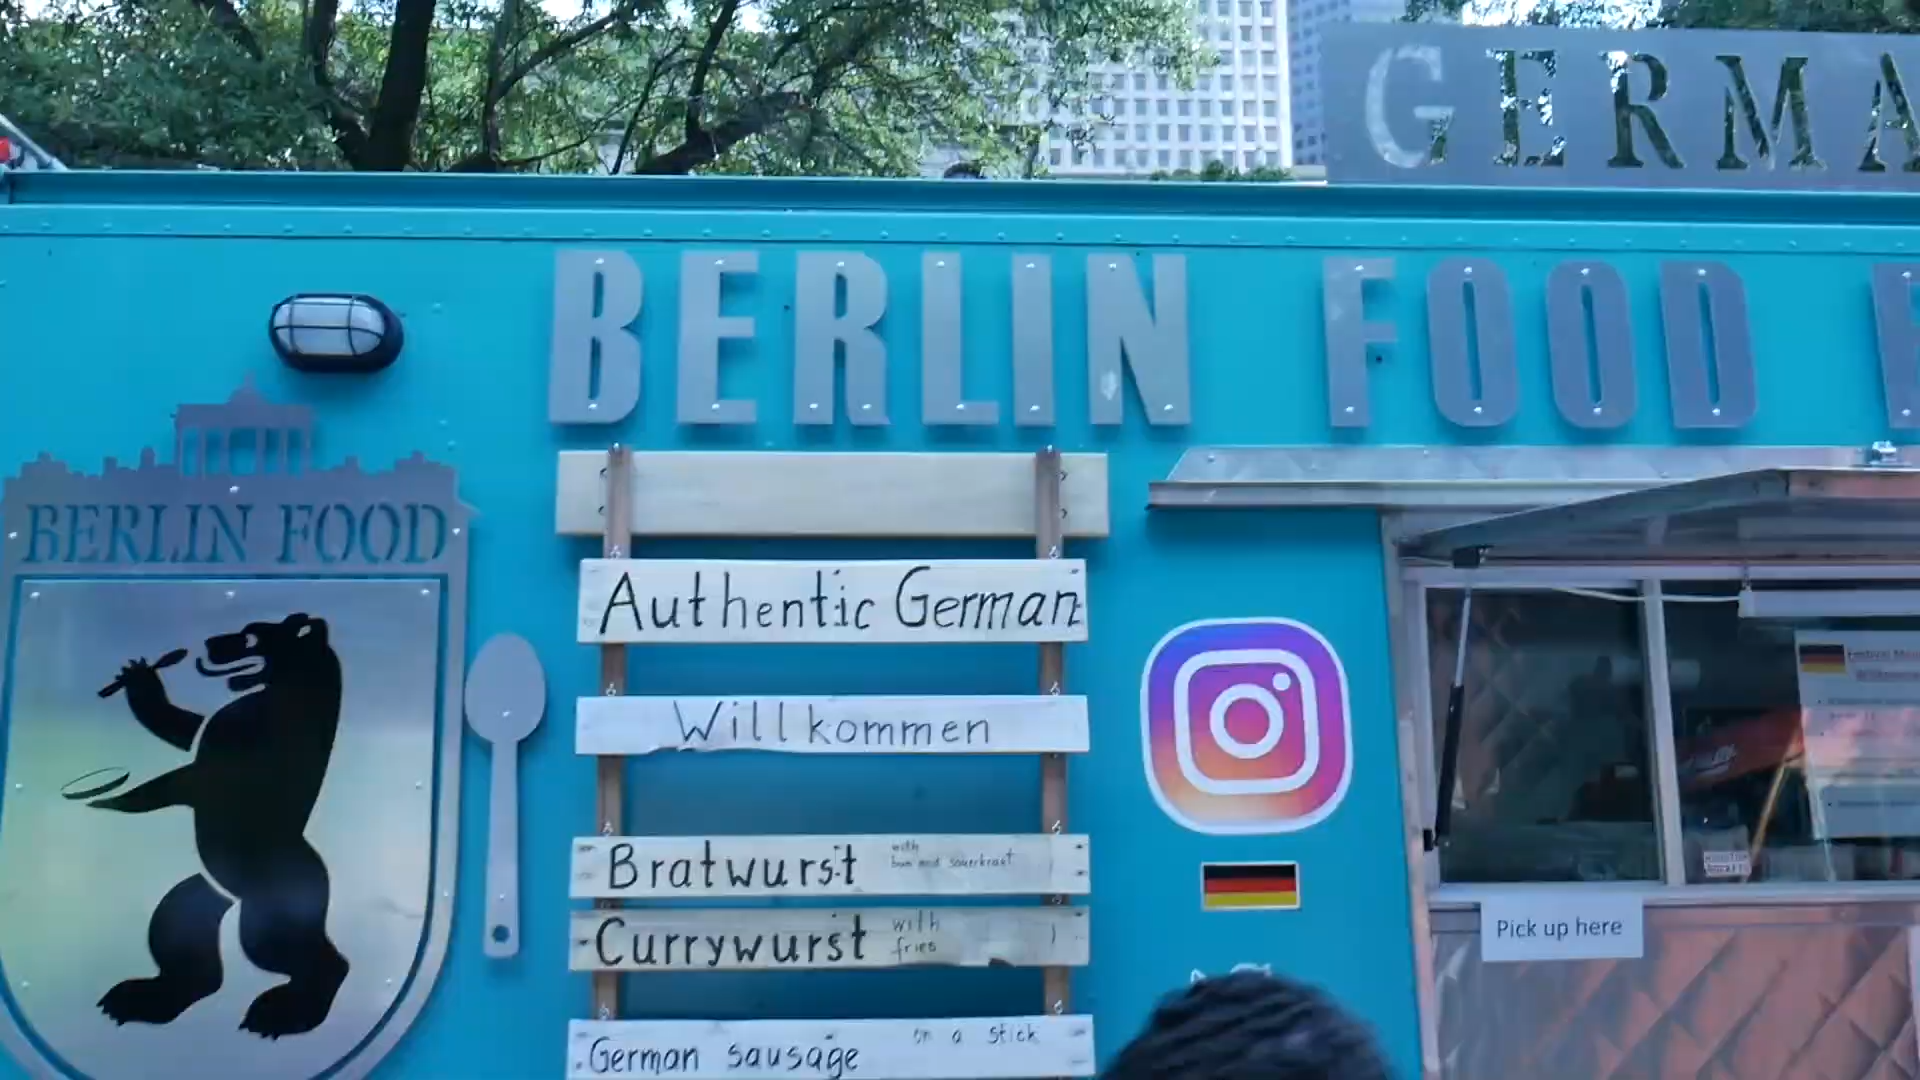 GERMA
BERLIN FOOD
BERLIN FOOD
Authentic German
Willkommen
Bratwurst with bun and sauerkraut
Currywurst with fries
German sausage on a stick
Pick up here